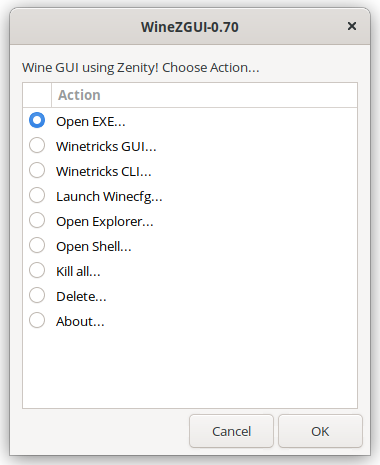 WineZGUI-0.70
Wine GUI using Zenity! Choose Action...
Action
Open EXE...
Winetricks GUI...
Winetricks CLI...
Launch Winecfg...
Open Explorer...
Open Shell...
Kill all...
Delete...
About...
Cancel OK